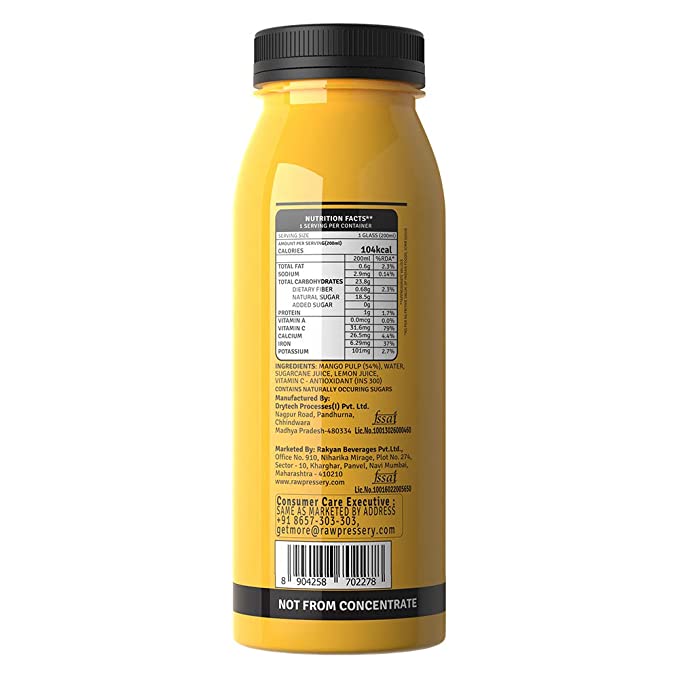 NUTRITION FACTS**
1 SERVING PER CONTAINER
SERVING SIZE 1 GLASS (200ml)
AMOUNT PER SERVING(200ml)
CALORIES 104kcal
200ml %RDA*
TOTAL FAT 0.6g 2.3%
SODIUM 2.9mg 0.14%
TOTAL CARBOHYDRATES 23.8g
DIETARY FIBER 0.68g 2.3%
NATURAL SUGAR 18.5g
ADDED SUGAR 0g
PROTEIN 1g 1.7%
VITAMIN A 0.0mcg 0.0%
VITAMIN C 31.6mg 79%
CALCIUM 26.5mg 4.4%
IRON 6.29mg 37%
POTASSIUM 101mg 2.7%
INGREDIENTS: MANGO PULP (54%), WATER,
SUGARCANE JUICE, LEMON JUICE,
VITAMIN C - ANTIOXIDANT (INS 300)
CONTAINS NATURALLY OCCURING SUGARS
Manufactured By:
Drytech Processes(I) Pvt. Ltd.
Nagpur Road, Pandhurna,
Chhindwara
Madhya Pradesh-480334
fssai
Lic.No.10013026000460
Marketed By: Rakyan Beverages Pvt.Ltd.,
Office No. 910, Niharika Mirage, Plot No. 274,
Sector - 10, Kharghar, Panvel, Navi Mumbai,
Maharashtra - 410210
www.rawpressery.com
fssai
Lic.No.10016022005650
Consumer Care Executive :
SAME AS MARKETED BY ADDRESS
+91 8657-303-303,
getmore@rawpressery.com
8 904258 702278
NOT FROM CONCENTRATE